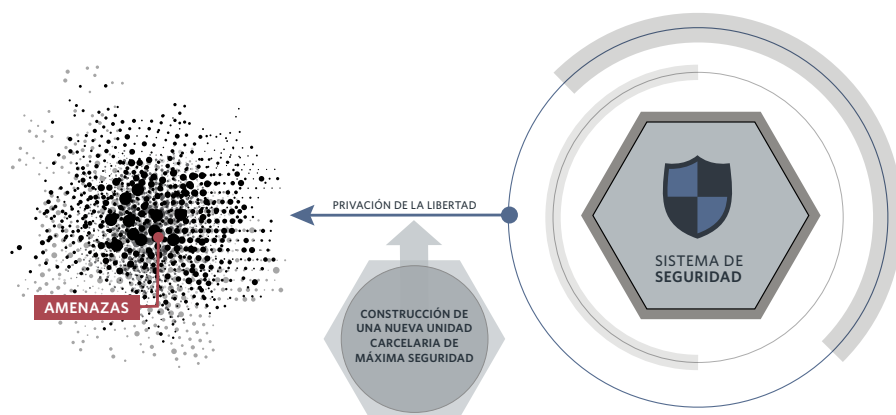 PRIVACIÓN DE LA LIBERTAD
SISTEMA DE
SEGURIDAD
AMENAZAS
CONSTRUCCIÓN DE
UNA NUEVA UNIDAD
CARCELARIA DE
MÁXIMA SEGURIDAD